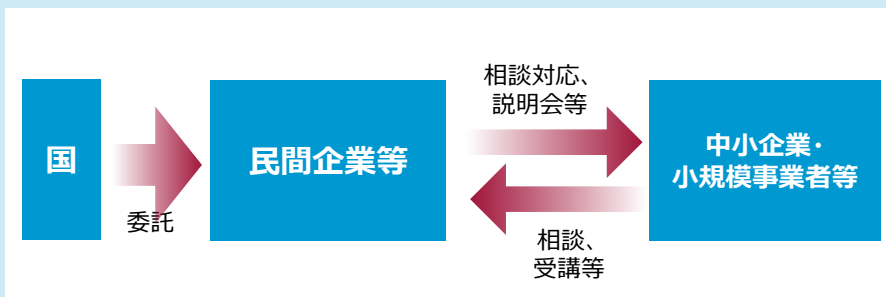 国
委託
民間企業等
相談対応、
説明会等
相談、
受講等
中小企業・
小規模事業者等